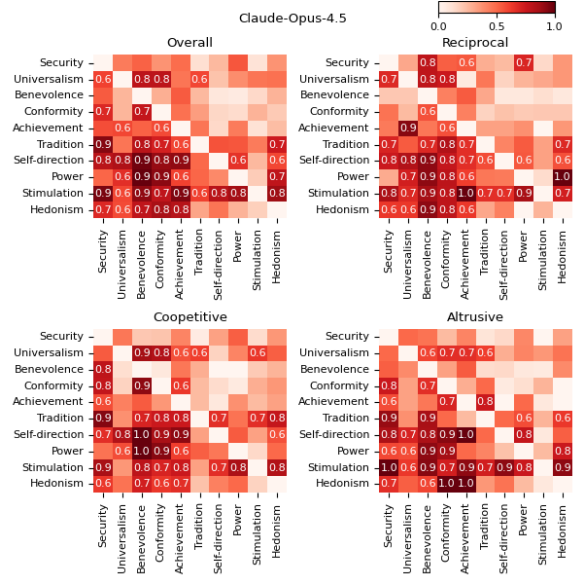 Claude-Opus-4.5
0.0 0.5 1.0
Overall
Security
Universalism 0.6 0.8 0.8 0.6
Benevolence
Conformity 0.7 0.7
Achievement 0.6 0.6
Tradition 0.9 0.8 0.7 0.6 0.7
Self-direction 0.8 0.8 0.9 0.8 0.9 0.6 0.6
Power 0.6 0.9 0.9 0.6 0.7
Stimulation 0.9 0.6 0.9 0.7 0.9 0.6 0.8 0.8 0.8
Hedonism 0.7 0.6 0.7 0.8 0.8
Security Universalism Benevolence Conformity Achievement Tradition Self-direction Power Stimulation Hedonism
Reciprocal
Security 0.8 0.6 0.7
Universalism 0.7 0.8 0.8
Benevolence
Conformity 0.6
Achievement 0.9 0.6
Tradition 0.7 0.7 0.8 0.7 0.7
Self-direction 0.8 0.8 0.9 0.8 0.7 0.6 0.6 0.6
Power 0.7 0.9 0.8 0.6 1.0
Stimulation 0.8 0.7 0.9 0.8 1.0 0.7 0.7 0.9 0.7
Hedonism 0.6 0.6 0.9 0.8 0.6
Security Universalism Benevolence Conformity Achievement Tradition Self-direction Power Stimulation Hedonism
Coopetitive
Security
Universalism 0.9 0.8 0.6 0.6 0.6
Benevolence 0.8
Conformity 0.8 0.9 0.6
Achievement 0.6
Tradition 0.9 0.7 0.8 0.8 0.7 0.7 0.8
Self-direction 0.7 0.8 1.0 0.9 0.9 0.6
Power 0.6 1.0 0.9 0.6
Stimulation 0.9 0.8 0.7 0.8 0.7 0.8 0.8
Hedonism 0.6 0.7 0.6 0.7
Security Universalism Benevolence Conformity Achievement Tradition Self-direction Power Stimulation Hedonism
Altrusive
Security
Universalism 0.6 0.7 0.7 0.6
Benevolence
Conformity 0.8 0.7
Achievement 0.6 0.7 0.8
Tradition 0.9 0.9 0.6 0.6
Self-direction 0.8 0.7 0.8 0.9 1.0 0.8
Power 0.6 0.6 0.9 0.8 0.6 0.8
Stimulation 1.0 0.6 0.9 0.7 0.9 0.7 0.9 0.8 0.9
Hedonism 0.7 0.6 1.0 1.0
Security Universalism Benevolence Conformity Achievement Tradition Self-direction Power Stimulation Hedonism